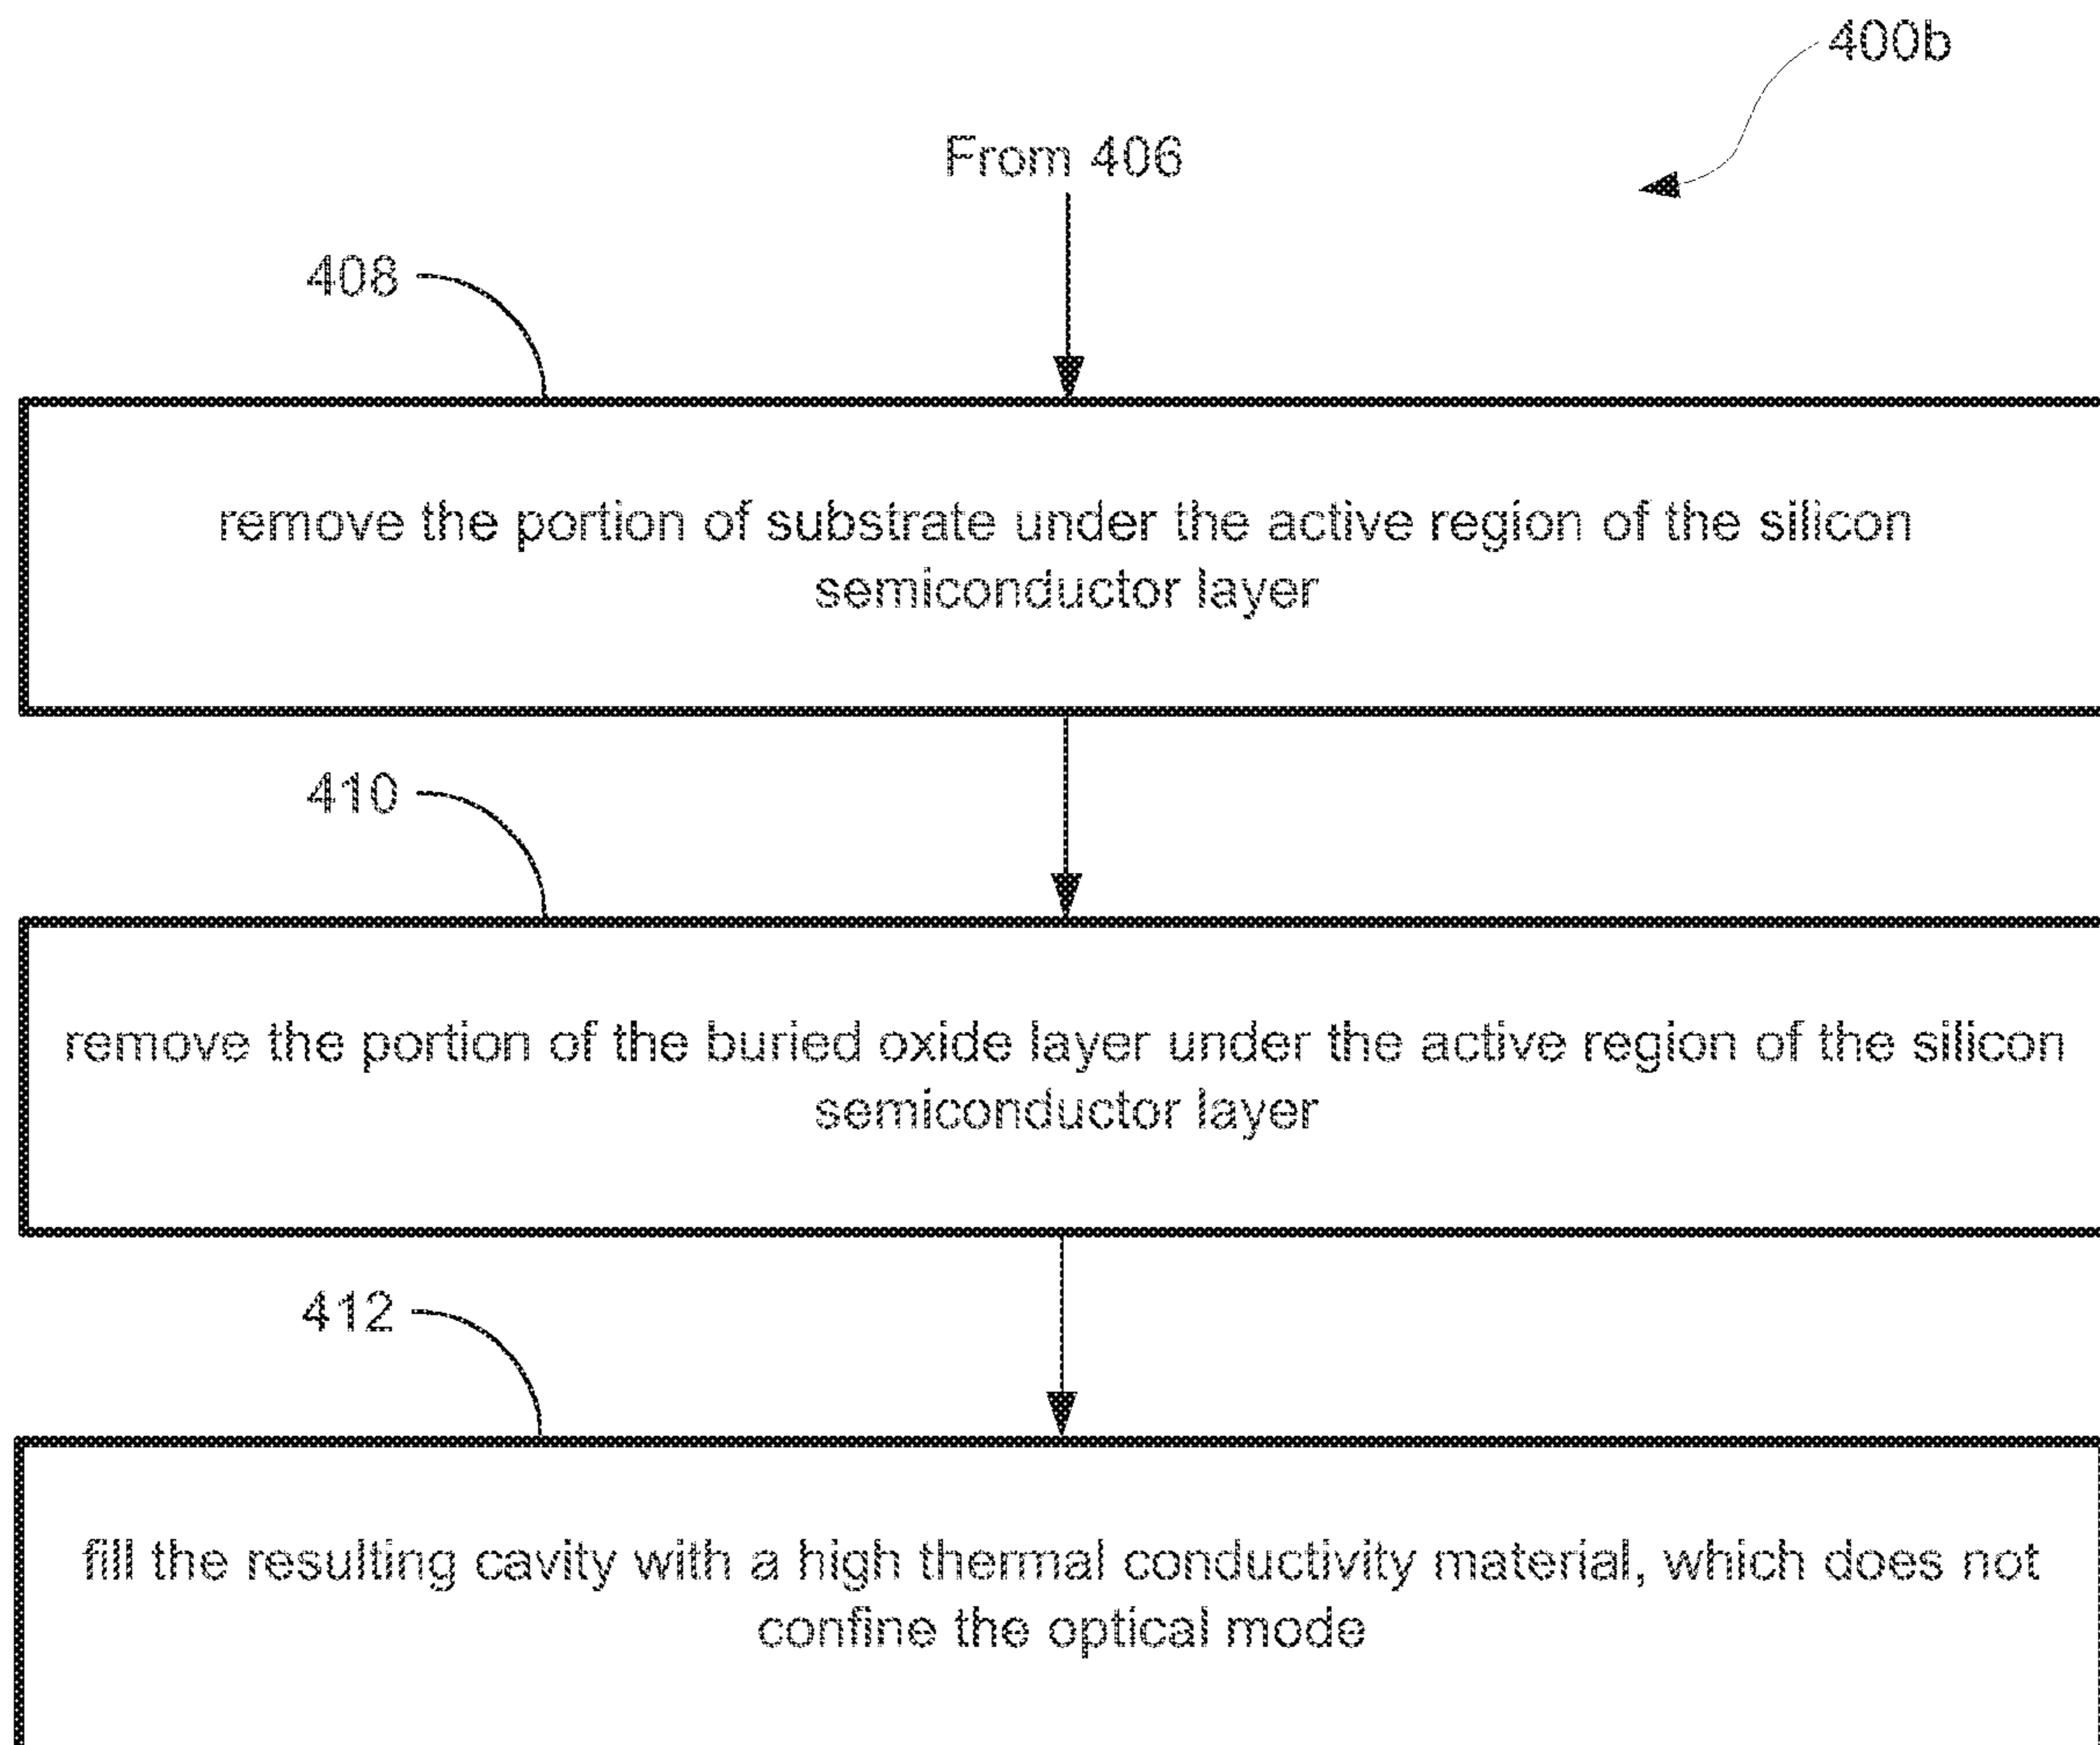 400b
From 406
408
remove the portion of substrate under the active region of the silicon
semiconductor layer
410
remove the portion of the buried oxide layer under the active region of the silicon
semiconductor layer
412
fill the resulting cavity with a high thermal conductivity material, which does not
confine the optical mode